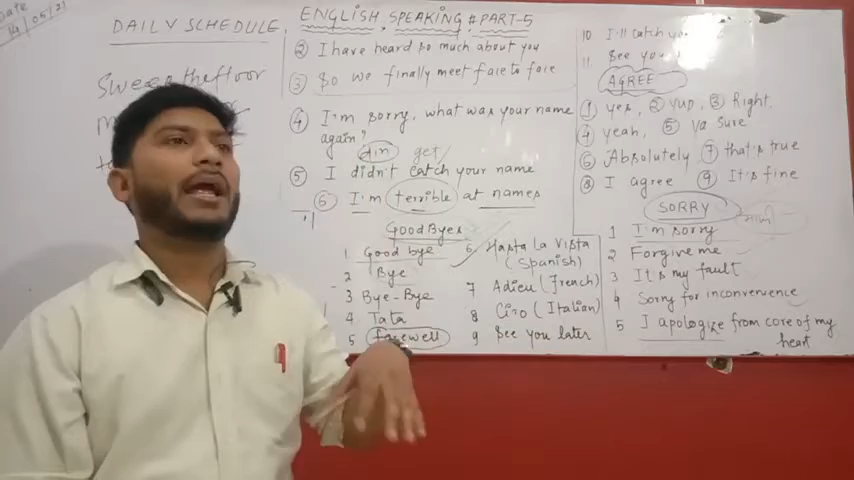 Date
14/05/21
DAILY SCHEDULE,
ENGLISH, SPEAKING # PART-5
Sweep the floor
② I have heard so much about you
③ So we finally meet face to face
④ I'm sorry, what was your name
again?
get
⑤ I didn't catch your name
⑥ I'm terrible at names
GoodByes
1. Good bye
2 Bye
3 Bye-Bye
4 Tata
5 farewell
6. Hasta La Vista
(Spanish)
7 Adieu (French)
8 Ciao (Italian)
9 See you later
10 I'll catch
11. See you
AGREE
① yes, ② yup, ③ Right,
④ yeah, ⑤ ya sure
⑥ Absolutely ⑦ that's true
⑧ I agree ⑨ It's fine
SORRY
1 I'm sorry
2 Forgive me
3 It is my fault
4 Sorry for inconvenience
5 I apologize from core of my
heart